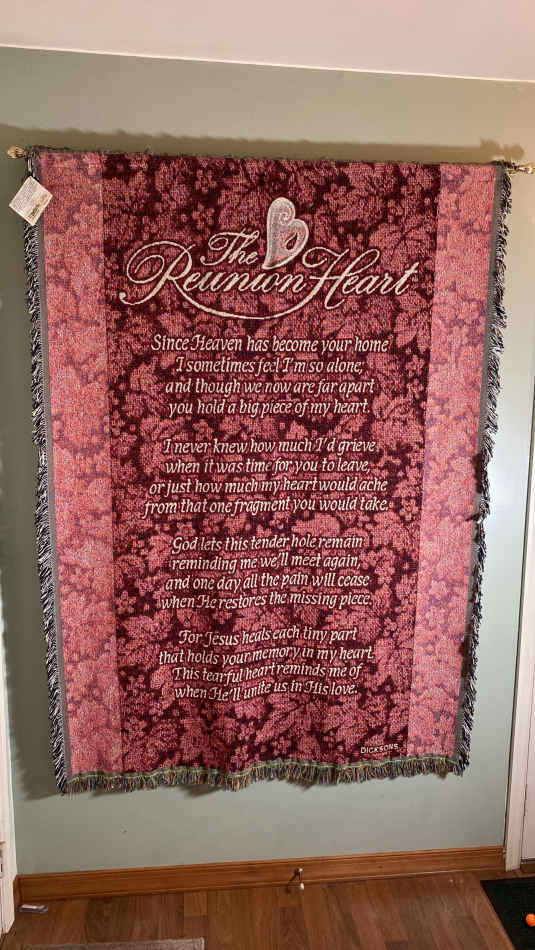 The
Reunion Heart
Since Heaven has become your home
I sometimes feel I'm so alone;
and though we now are far apart
you hold a big piece of my heart.
I never knew how much I'd grieve
when it was time for you to leave,
or just how much my heart would ache
from that one fragment you would take.
God lets this tender hole remain
reminding me we'll meet again,
and one day all the pain will cease
when He restores the missing piece.
For Jesus heals each tiny part
that holds your memory in my heart.
This tearful heart reminds me of
when He'll unite us in His love.
DICKSONS